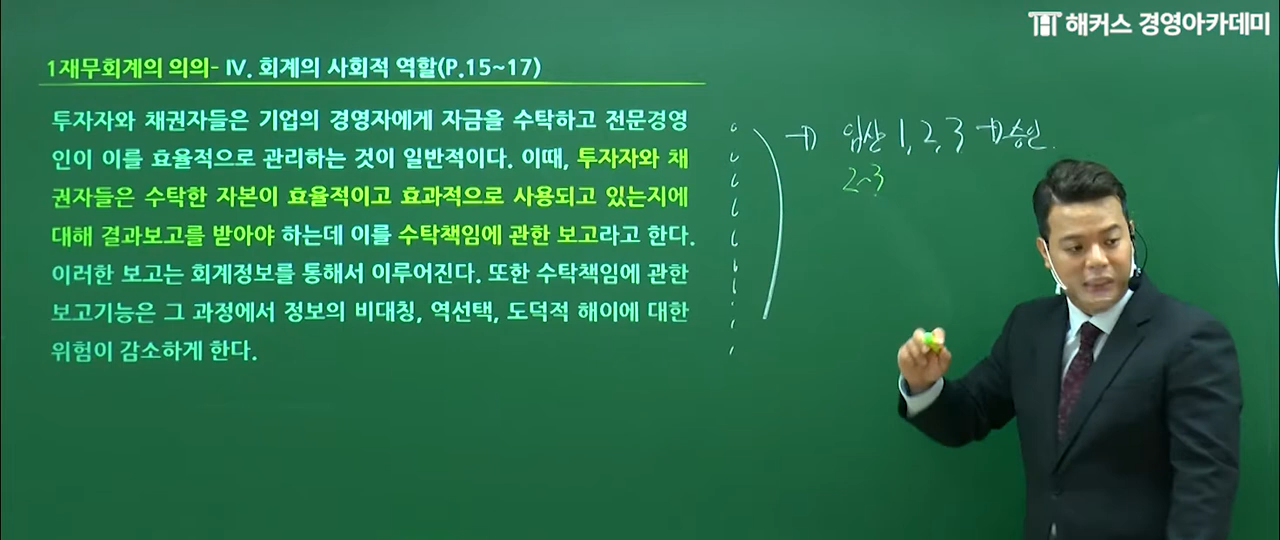 해커스 경영아카데미
1재무회계의 의의- Ⅳ. 회계의 사회적 역할(P.15~17)
투자자와 채권자들은 기업의 경영자에게 자금을 수탁하고 전문경영
인이 이를 효율적으로 관리하는 것이 일반적이다. 이때, 투자자와 채
권자들은 수탁한 자본이 효율적이고 효과적으로 사용되고 있는지에
대해 결과보고를 받아야 하는데 이를 수탁책임에 관한 보고라고 한다.
이러한 보고는 회계정보를 통해서 이루어진다. 또한 수탁책임에 관한
보고기능은 그 과정에서 정보의 비대칭, 역선택, 도덕적 해이에 대한
위험이 감소하게 한다.
임상 1, 2, 3 승인.
2~3